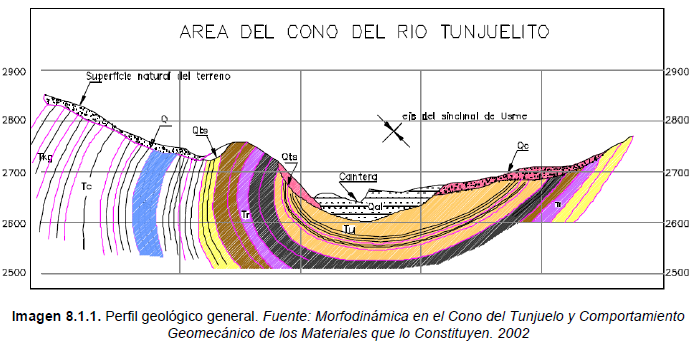 AREA DEL CONO DEL RIO TUNJUELITO
2900
2900
Superficie natural del terreno
2800
2800
Q
Qbs
eje del sinclinal de Usme
Qts
Qc
Cantera
2700
2700
Tkg
Tc
Qal
Tr
Tr
2600
2600
Tu
2500
2500
Imagen 8.1.1. Perfil geológico general. Fuente: Morfodinámica en el Cono del Tunjuelo y Comportamiento
Geomecánico de los Materiales que lo Constituyen. 2002